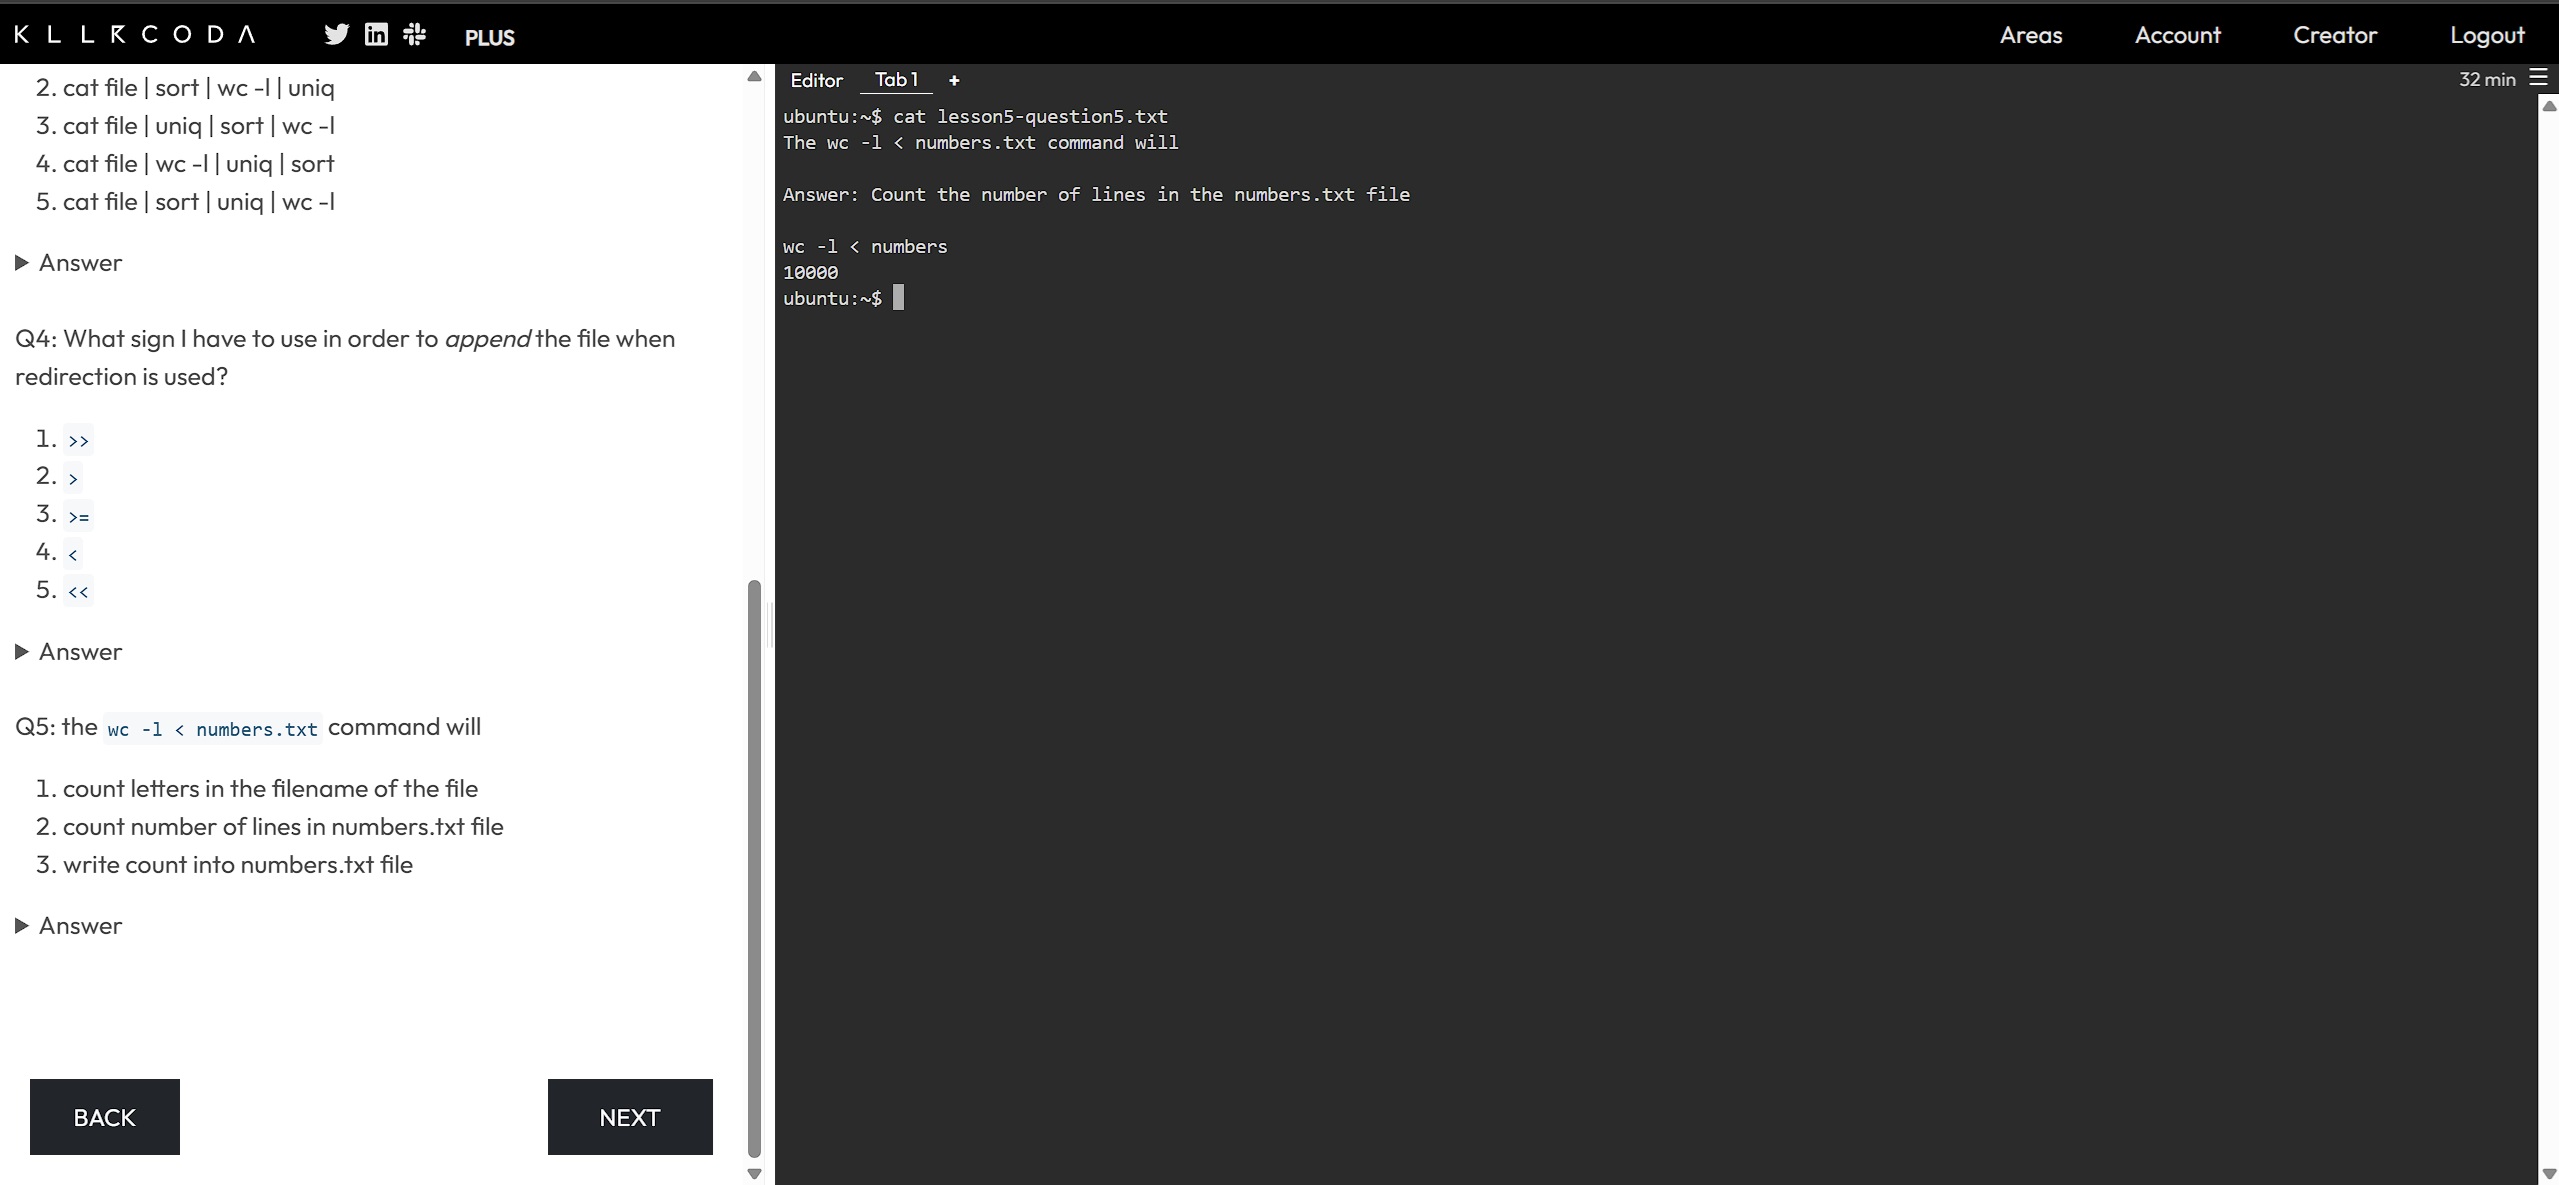 KILLERCODA PLUS Areas Account Creator Logout
2. cat file | sort | wc -l | uniq
3. cat file | uniq | sort | wc -l
4. cat file | wc -l | uniq | sort
5. cat file | sort | uniq | wc -l
Answer
Q4: What sign I have to use in order to append the file when
redirection is used?
1. >>
2. >
3. >=
4. <
5. <<
Answer
Q5: the wc -l < numbers.txt command will
1. count letters in the filename of the file
2. count number of lines in numbers.txt file
3. write count into numbers.txt file
Answer
BACK NEXT
Editor Tab 1 + 32 min
ubuntu:~$ cat lesson5-question5.txt
The wc -l < numbers.txt command will
Answer: Count the number of lines in the numbers.txt file
wc -l < numbers
10000
ubuntu:~$